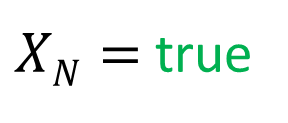 X_N = true